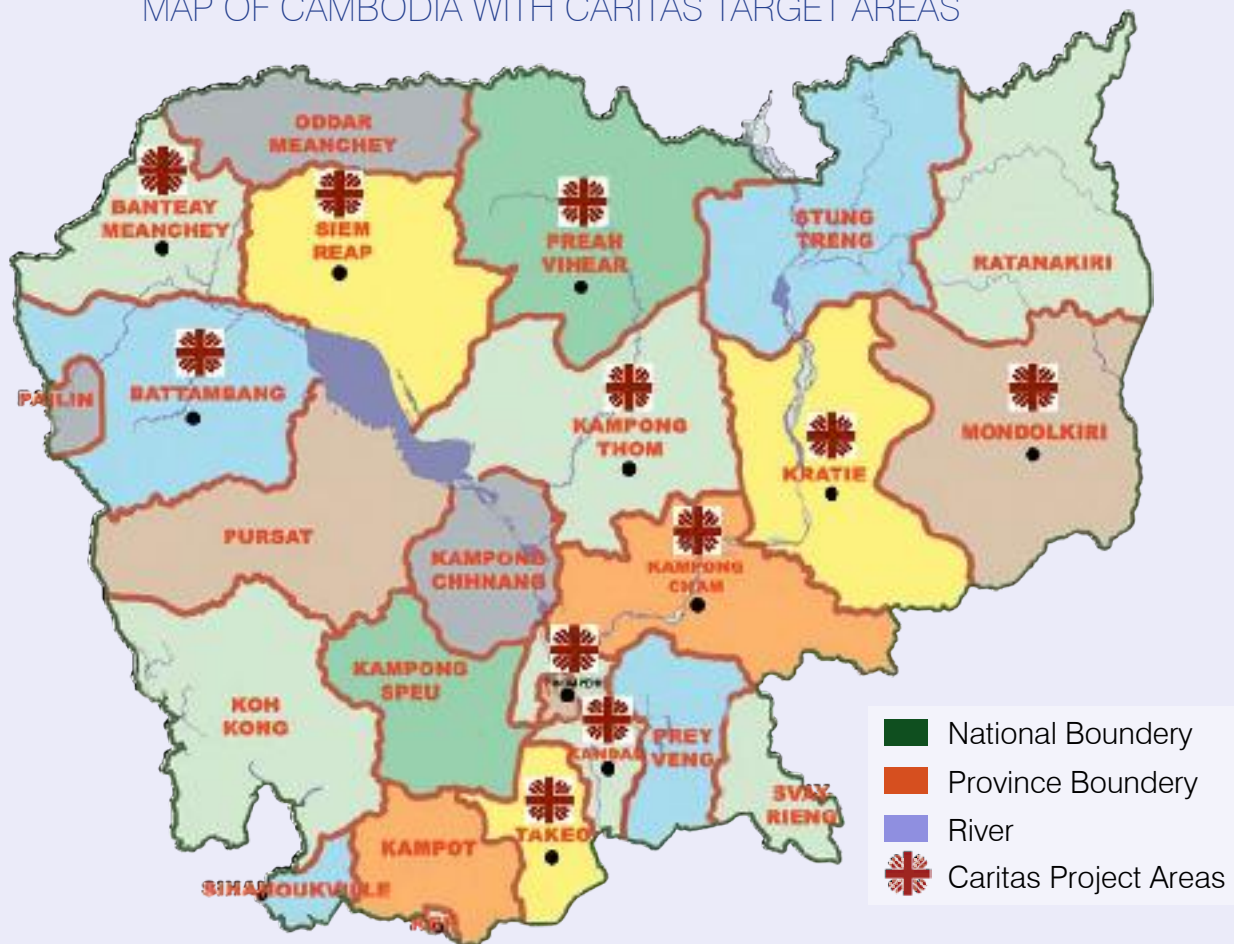 MAP OF CAMBODIA WITH CARITAS TARGET AREAS
ODDAR
MEANCHEY
BANTEAY
MEANCHEY
SIEM
REAP
PREAH
VIHEAR
STUNG
TRENG
RATANAKIRI
PAILIN
BATTAMBANG
KAMPONG
THOM
KRATIE
MONDOLKIRI
PURSAT
KAMPONG
CHHNANG
KAMPONG
CHAM
KAMPONG
SPEU
KOH
KONG
KANDAL
PREY
VENG
SVAY
RIENG
TAKEO
KAMPOT
SIHANOUKVILLE
KEP
National Boundery
Province Boundery
River
Caritas Project Areas